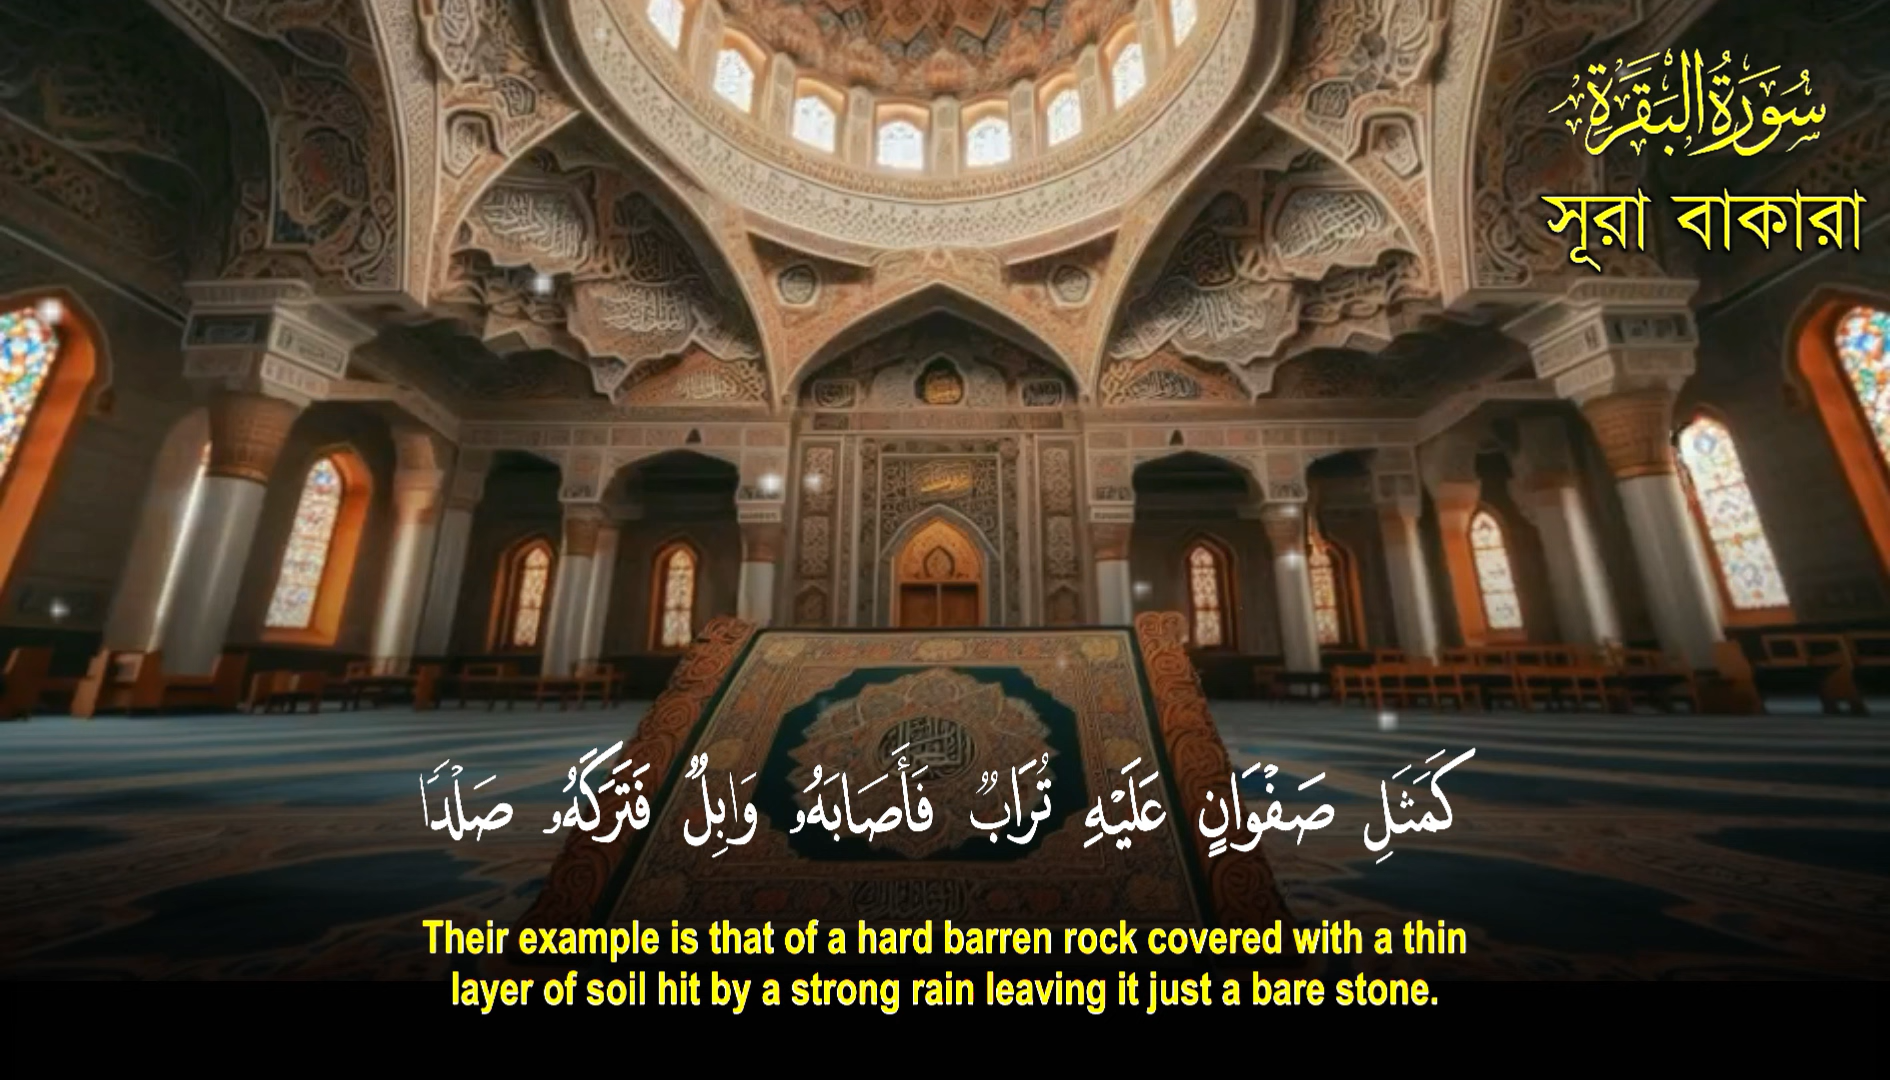 سُورَةُ البَقَرَةِ
সূরা বাকারা
كَمَثَلِ صَفْوَانٍ عَلَيْهِ تُرَابٌ فَأَصَابَهُۥ وَابِلٌ فَتَرَكَهُۥ صَلْدًا
Their example is that of a hard barren rock covered with a thin
layer of soil hit by a strong rain leaving it just a bare stone.